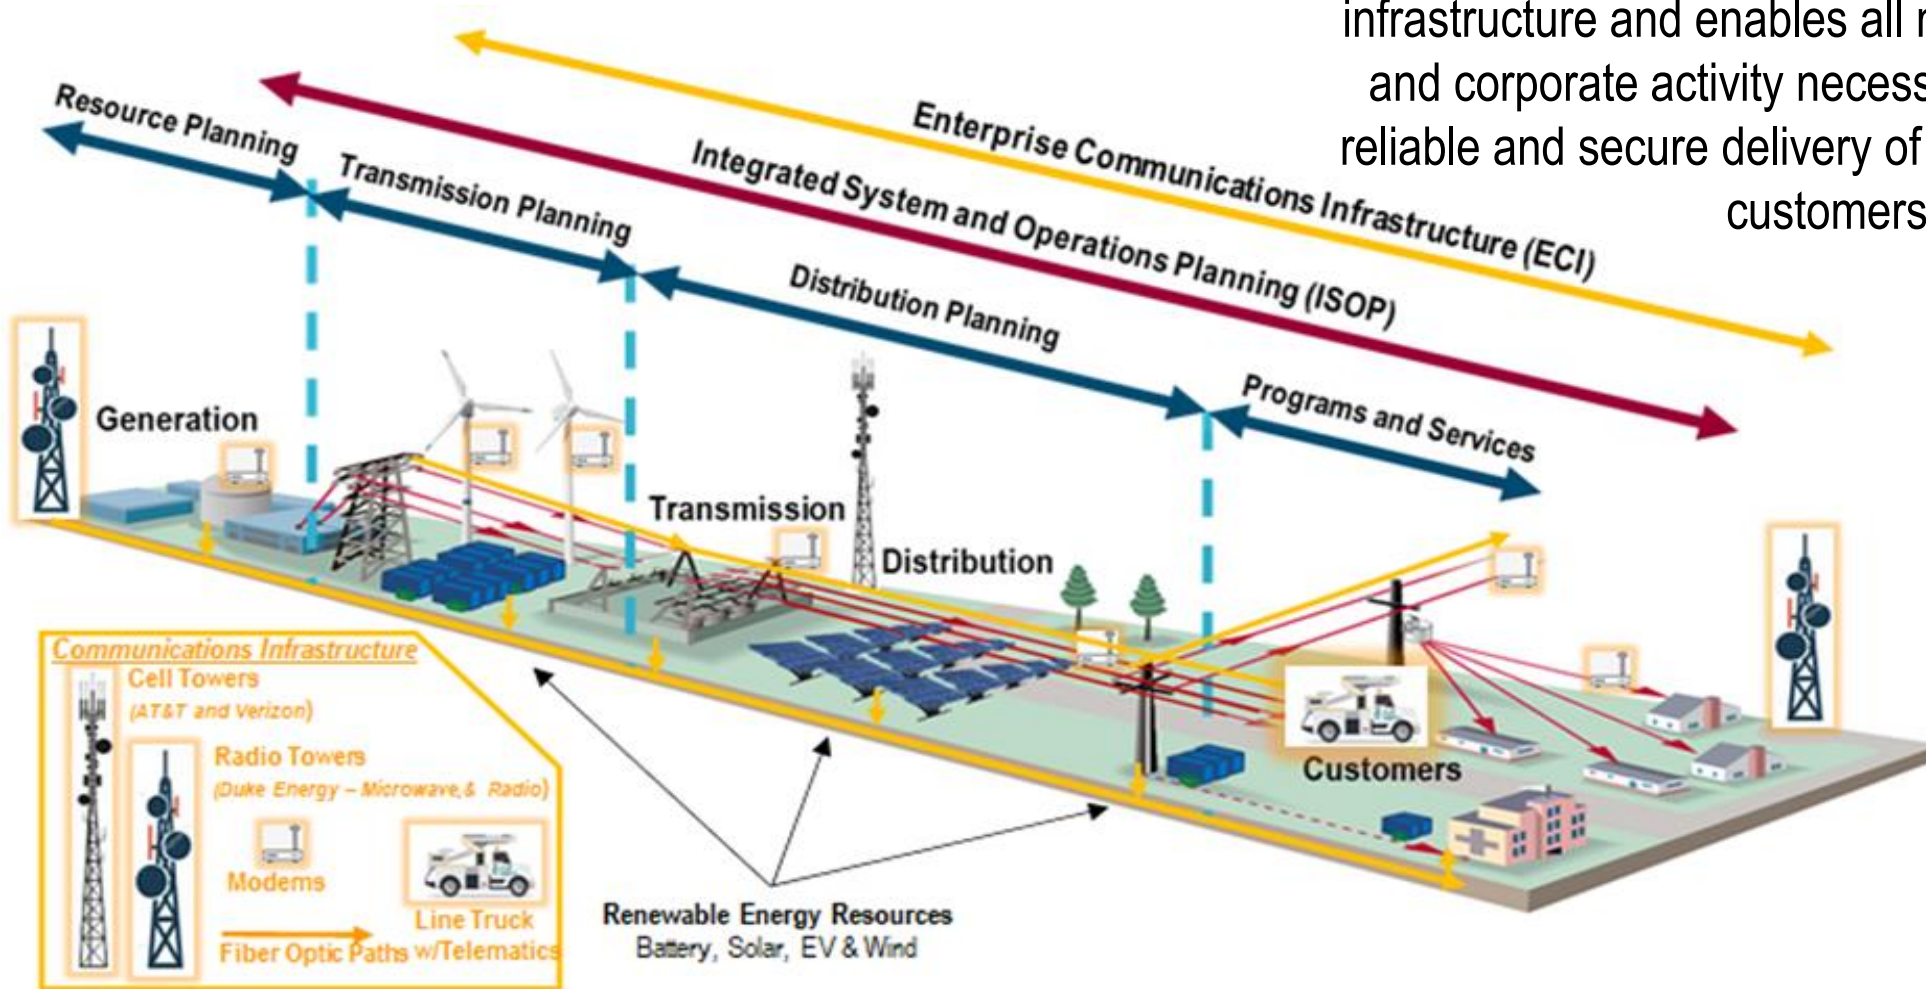 infrastructure and enables all
and corporate activity
reliable and secure delivery of
customers
Enterprise Communications Infrastructure (ECI)
Integrated System and Operations Planning (ISOP)
Resource Planning
Transmission Planning
Distribution Planning
Programs and Services
Generation
Transmission
Distribution
Customers
Communications Infrastructure
Cell Towers
(AT&T and Verizon)
Radio Towers
(Duke Energy – Microwave,& Radio)
Modems
Line Truck
w/Telematics
Fiber Optic Paths
Renewable Energy Resources
Battery, Solar, EV & Wind